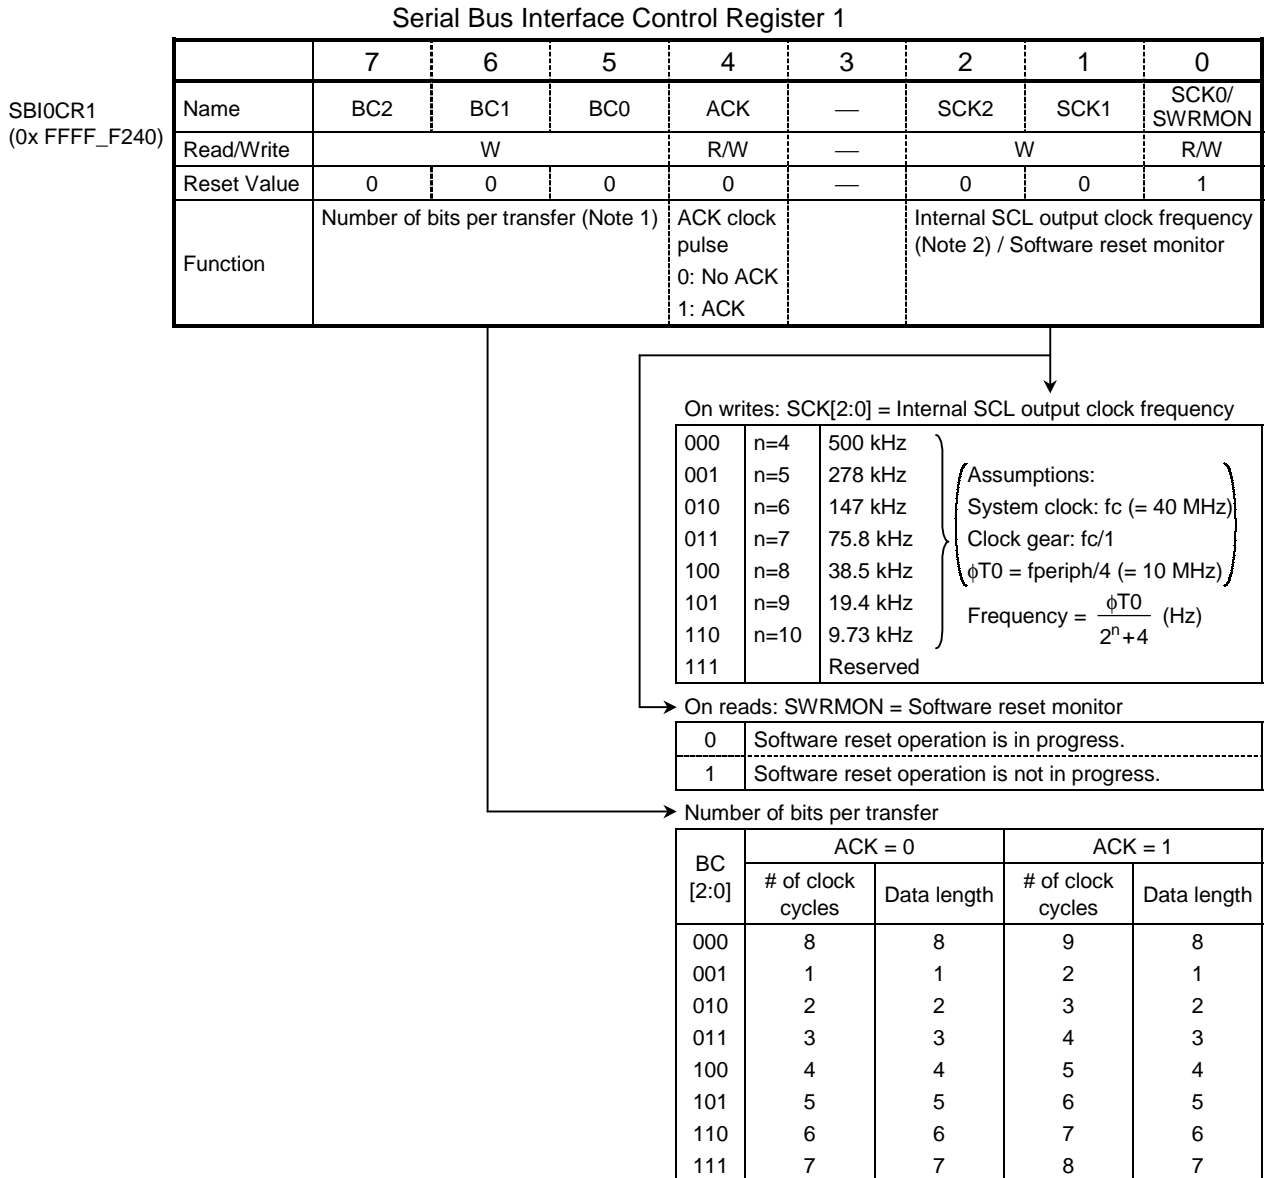 Serial Bus Interface Control Register 1
7 6 5 4 3 2 1 0
SBI0CR1
(0x FFFF_F240)
Name BC2 BC1 BC0 ACK — SCK2 SCK1 SCK0/
SWRMON
Read/Write W R/W — W R/W
Reset Value 0 0 0 0 — 0 0 1
Function
Number of bits per transfer (Note 1)
ACK clock
pulse
0: No ACK
1: ACK
Internal SCL output clock frequency
(Note 2) / Software reset monitor
On writes: SCK[2:0] = Internal SCL output clock frequency
000 n=4 500 kHz
001 n=5 278 kHz
010 n=6 147 kHz
011 n=7 75.8 kHz
100 n=8 38.5 kHz
101 n=9 19.4 kHz
110 n=10 9.73 kHz
111 Reserved
Assumptions:
System clock: fc (= 40 MHz)
Clock gear: fc/1
ϕT0 = fperiph/4 (= 10 MHz)
Frequency = ϕT0 / 2^n+4 (Hz)
On reads: SWRMON = Software reset monitor
0 Software reset operation is in progress.
1 Software reset operation is not in progress.
Number of bits per transfer
BC
[2:0]
ACK = 0 ACK = 1
# of clock
cycles
Data length
# of clock
cycles
Data length
000 8 8 9 8
001 1 1 2 1
010 2 2 3 2
011 3 3 4 3
100 4 4 5 4
101 5 5 6 5
110 6 6 7 6
111 7 7 8 7